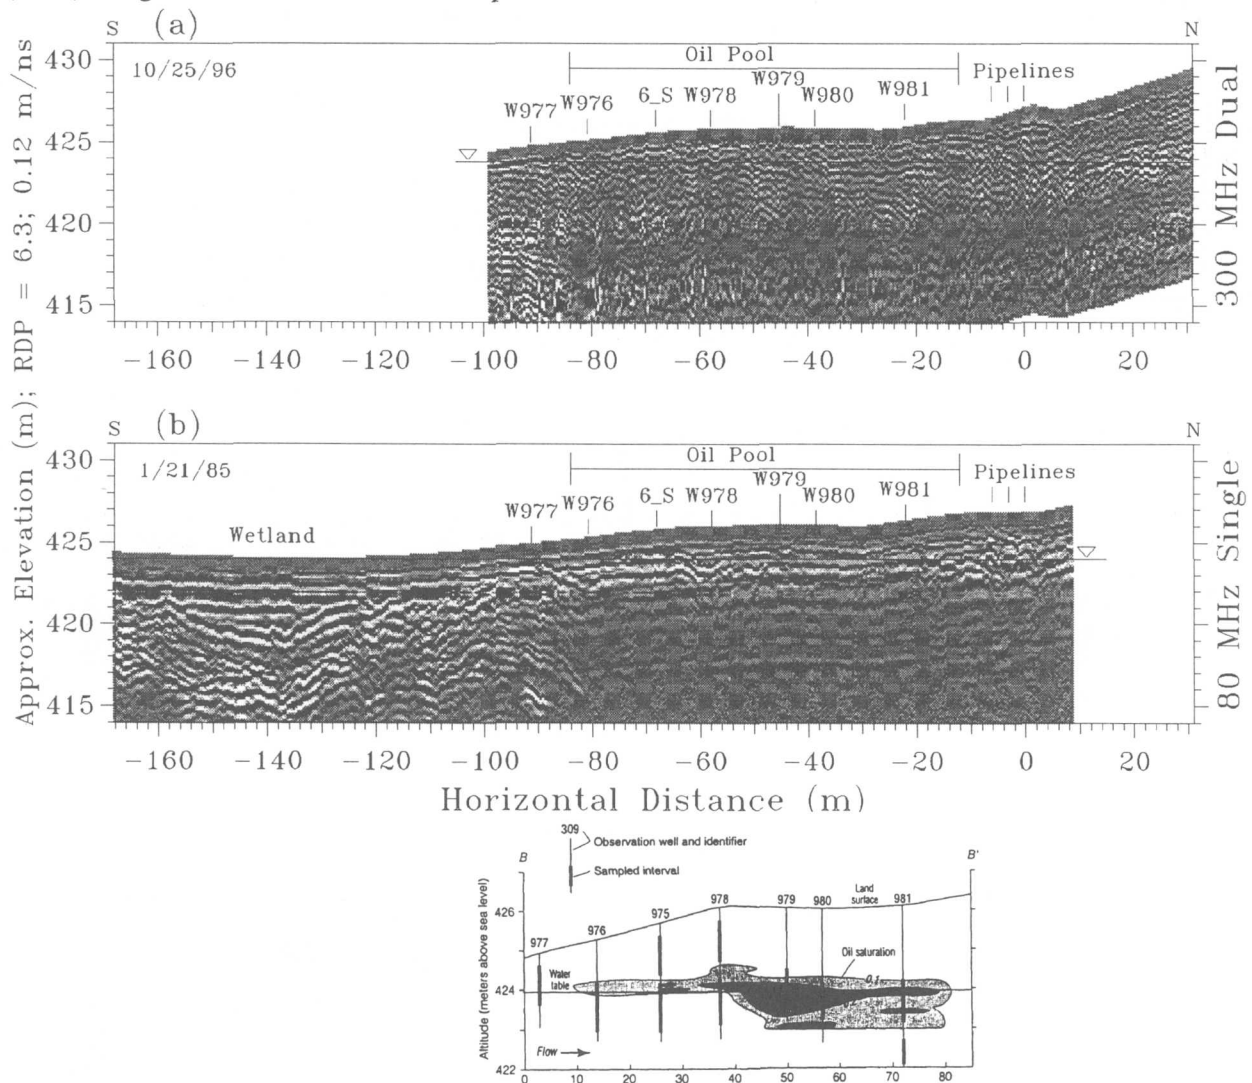 S (a) N
430
425
420
415
10/25/96
Oil Pool
Pipelines
W977 W976 6_S W978 W979 W980 W981
300 MHz Dual
-160 -140 -120 -100 -80 -60 -40 -20 0 20
Approx. Elevation (m); RDP = 6.3; 0.12 m/ns
S (b) N
430
425
420
415
1/21/85
Oil Pool
Pipelines
Wetland
W977 W976 6_S W978 W979 W980 W981
80 MHz Single
-160 -140 -120 -100 -80 -60 -40 -20 0 20
Horizontal Distance (m)
309
Observation well and identifier
Sampled interval
B B'
Altitude (meters above sea level)
426
424
422
977 976 975 978 979 980 981
Land
surface
Oil saturation
0.1
Water
table
Flow
0 10 20 30 40 50 60 70 80